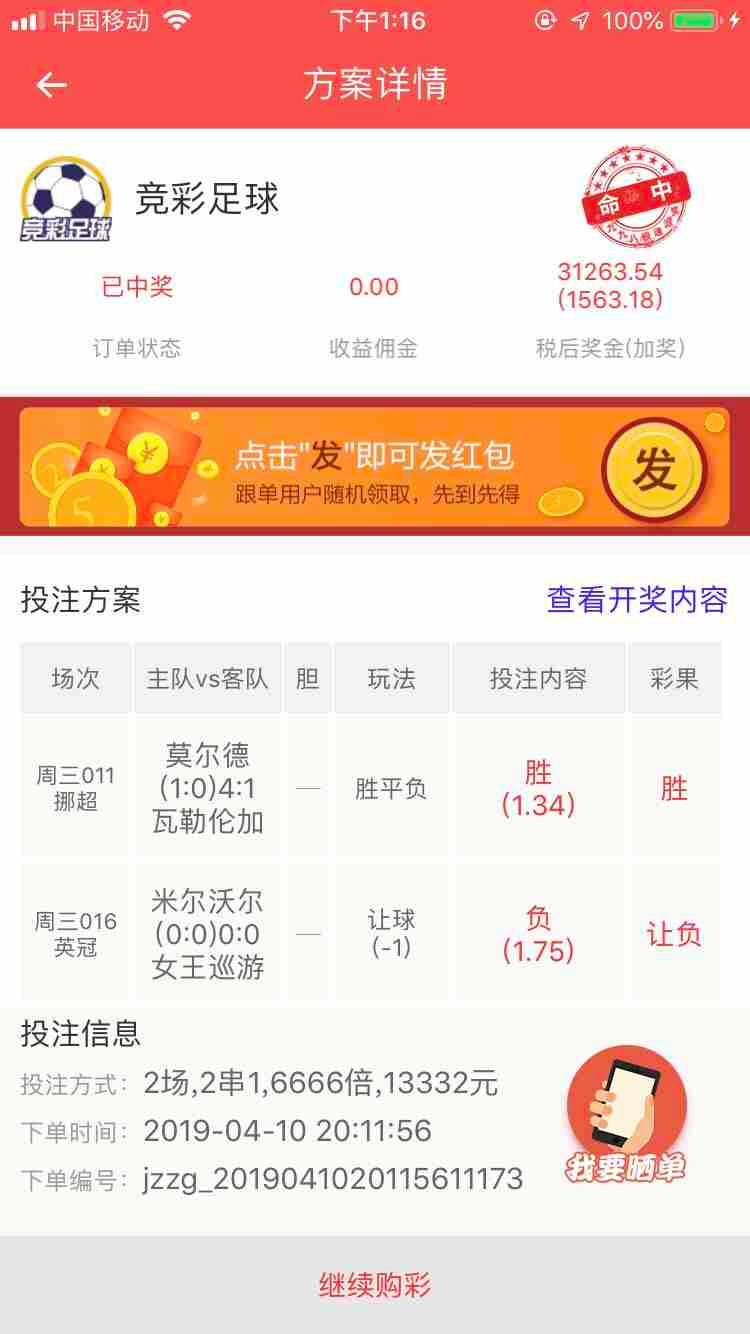 中国移动
下午1:16
100%
方案详情
竞彩足球
竞彩足球
命中
已中奖
0.00
31263.54
(1563.18)
订单状态
收益佣金
税后奖金(加奖)
点击"发"即可发红包
跟单用户随机领取，先到先得
发
投注方案
查看开奖内容
场次
主队vs客队
胆
玩法
投注内容
彩果
周三011
挪超
莫尔德
(1:0)4:1
瓦勒伦加
—
胜平负
胜
(1.34)
胜
周三016
英冠
米尔沃尔
(0:0)0:0
女王巡游
—
让球
(-1)
负
(1.75)
让负
投注信息
投注方式：2场,2串1,6666倍,13332元
下单时间：2019-04-10 20:11:56
下单编号：jzzg_2019041020115611173
我要晒单
继续购彩